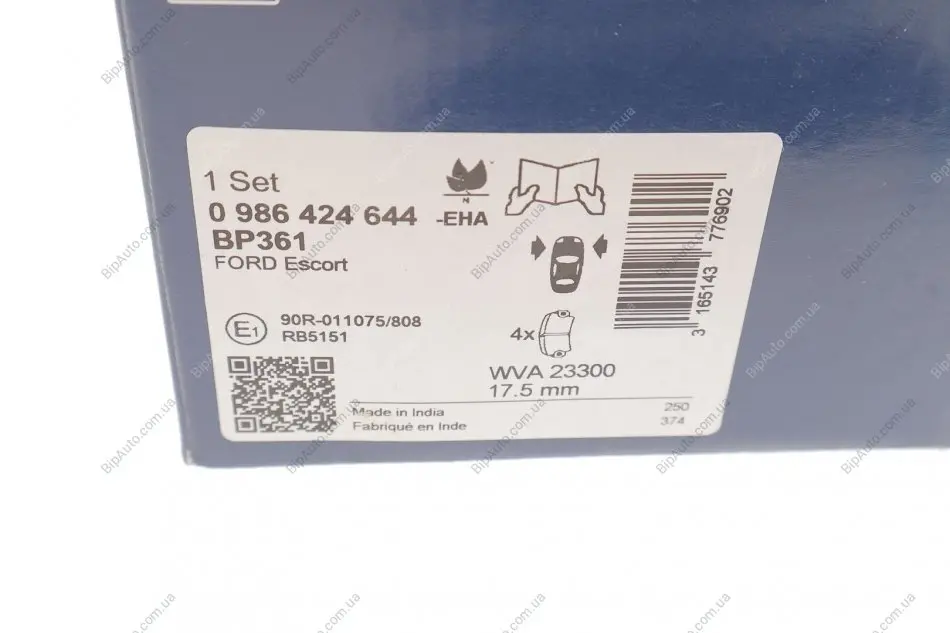 1 Set
0 986 424 644 -EHA
BP361
FORD Escort
N
E1
90R-011075/808
RB5151
4x
WVA 23300
17.5 mm
Made in India
Fabriqué en Inde
250
374
3 165143 776902
BipAuto.com.ua